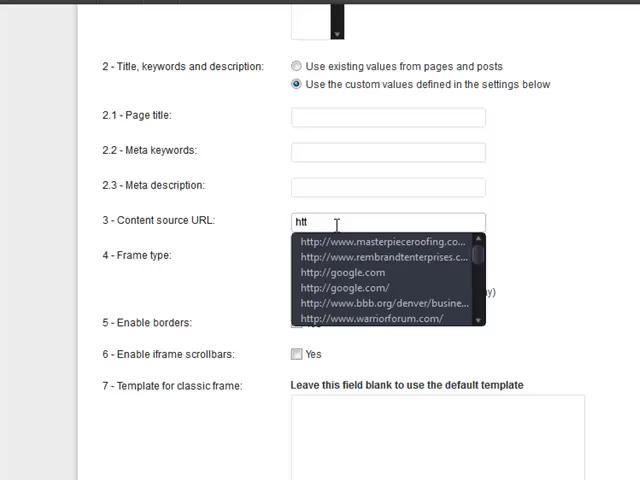 2 - Title, keywords and description:
Use existing values from pages and posts
Use the custom values defined in the settings below
2.1 - Page title:
2.2 - Meta keywords:
2.3 - Meta description:
3 - Content source URL:
htt
http://www.masterpieceroofing.co...
http://www.rembrandtenterprises.c...
http://google.com
http://google.com/
http://www.bbb.org/denver/busine...
http://www.warriorforum.com/
4 - Frame type:
5 - Enable borders:
6 - Enable iframe scrollbars:
Yes
7 - Template for classic frame:
Leave this field blank to use the default template